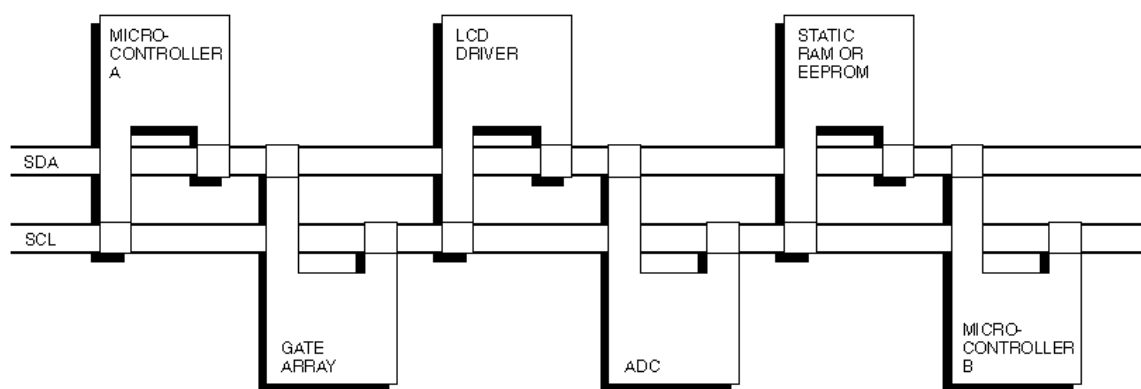 MICRO-
CONTROLLER
A
LCD
DRIVER
STATIC
RAM OR
EEPROM
SDA
SCL
GATE
ARRAY
ADC
MICRO-
CONTROLLER
B